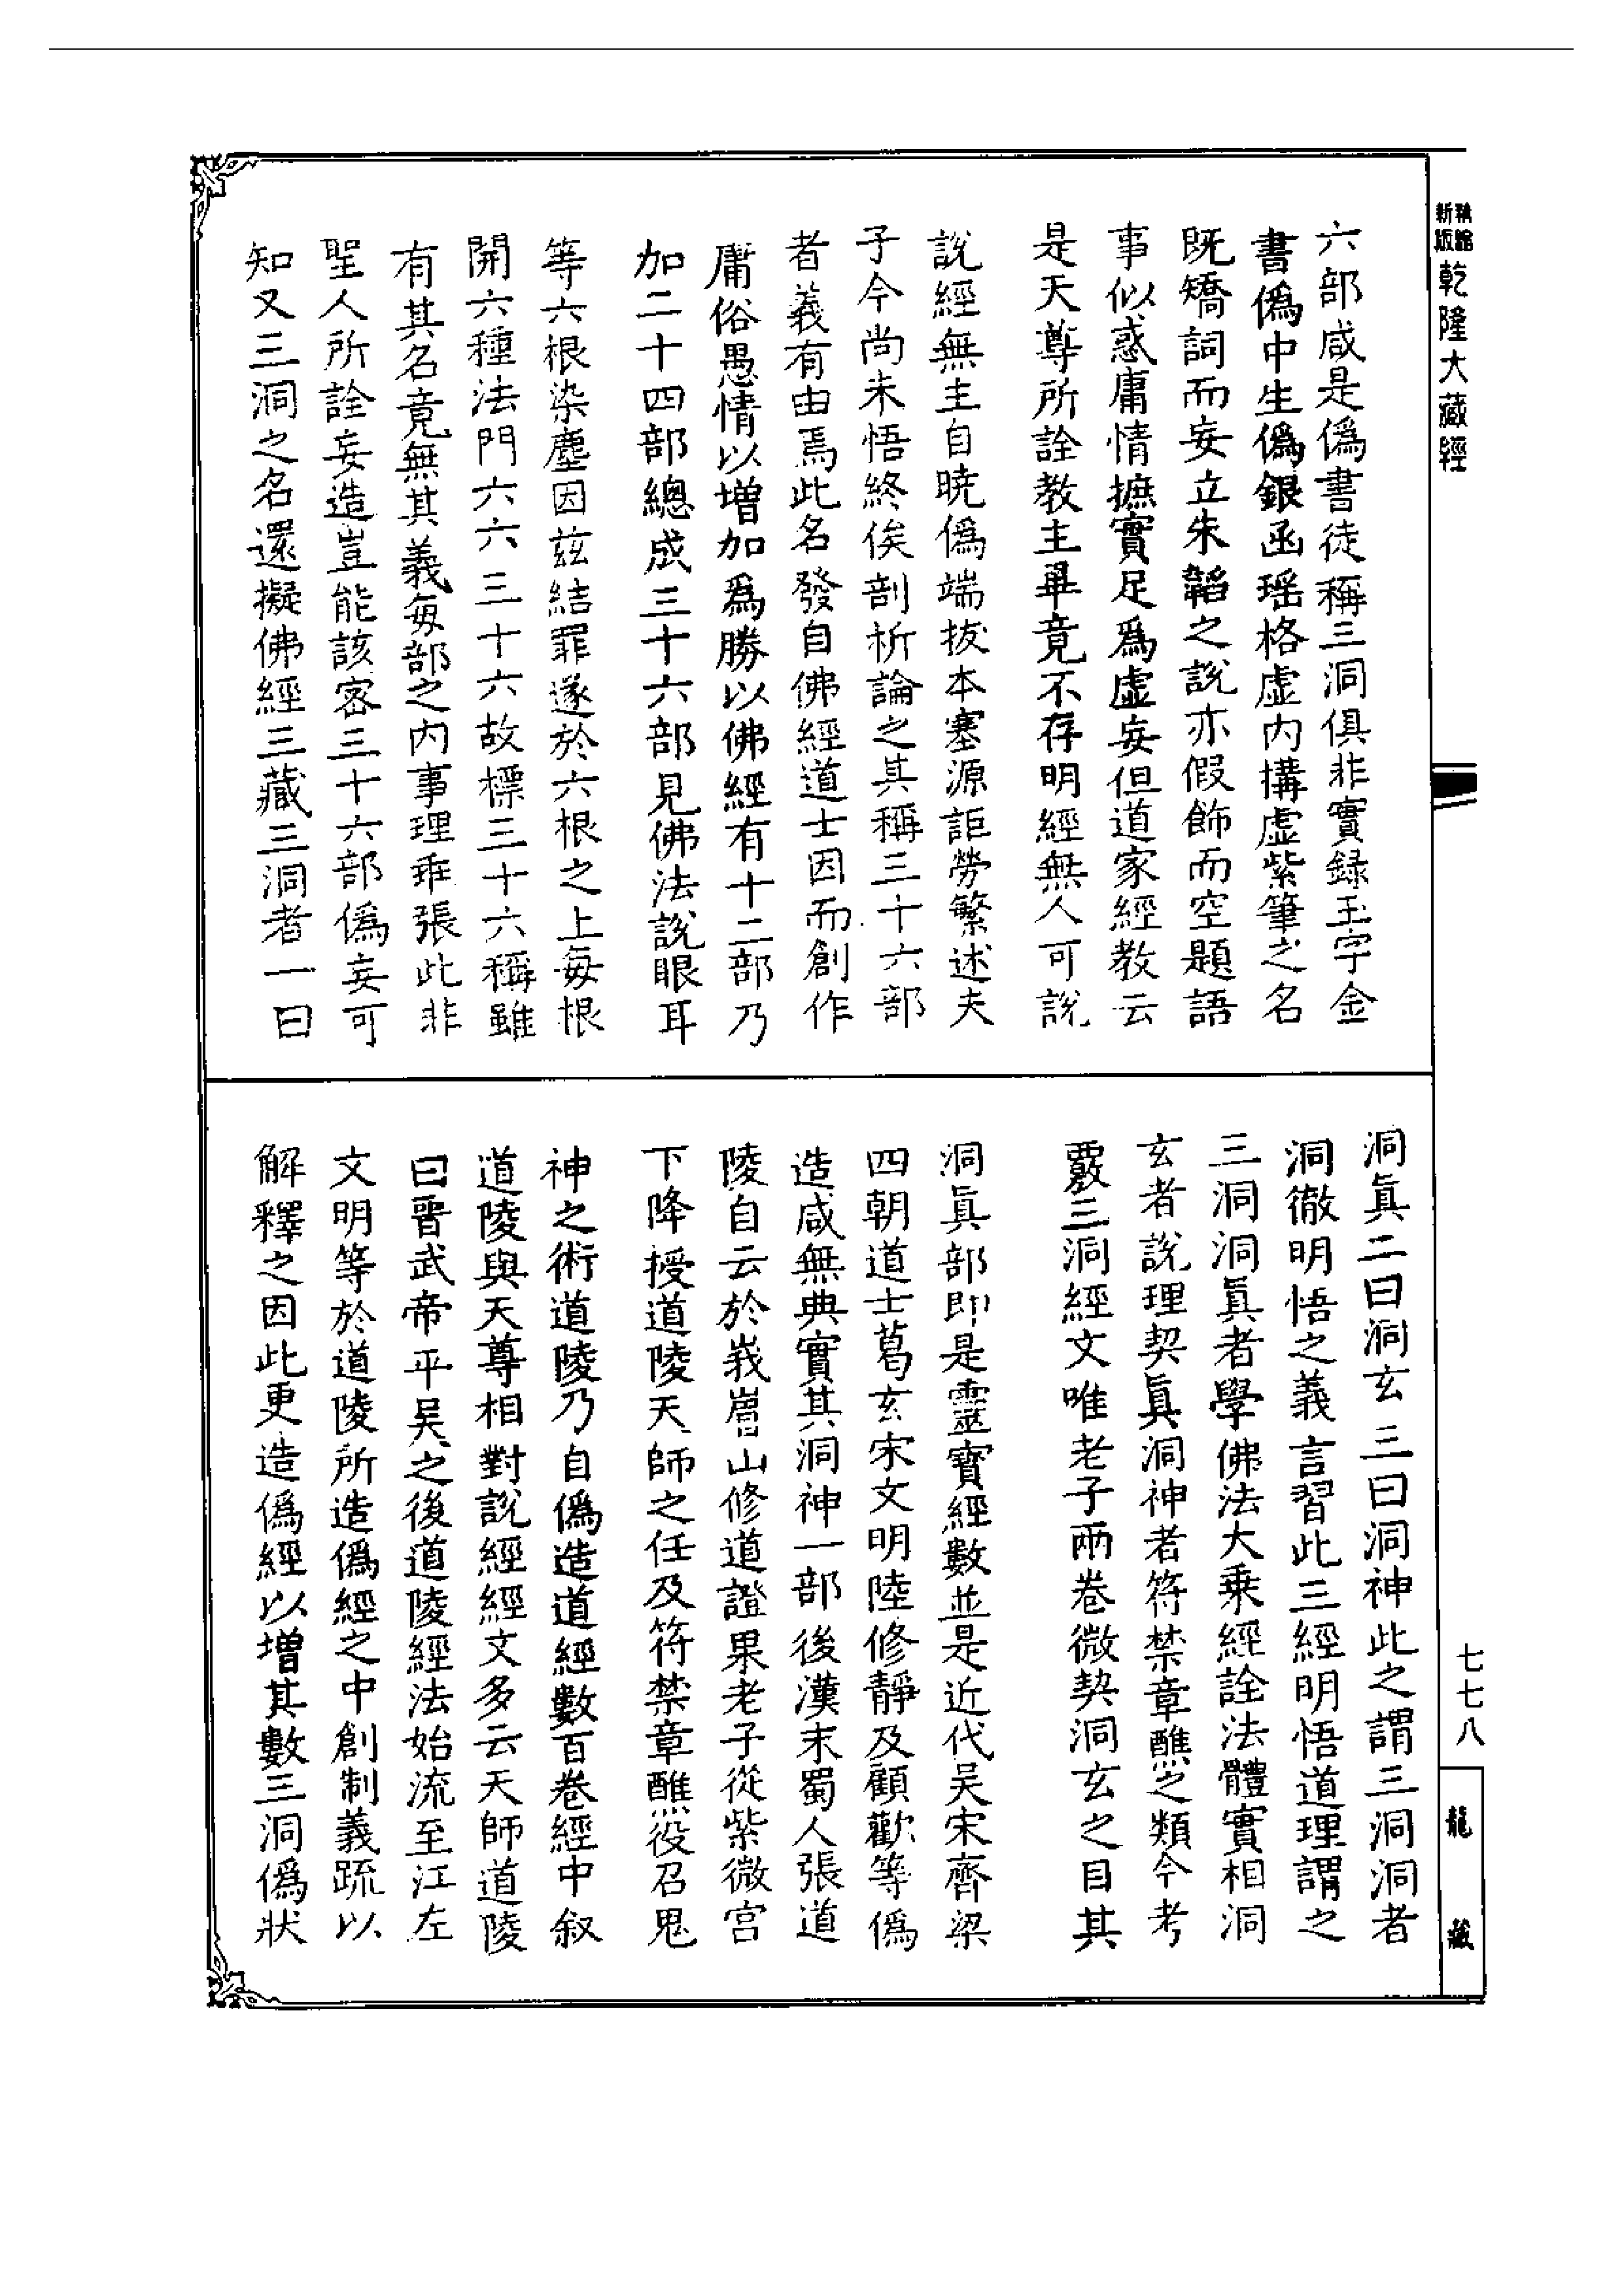 新編縮版
乾隆大藏經
六部咸是僞書徒稱三洞俱非實録玉字金
書僞中生僞銀函瑶格虛内構虛紫筆之名
既矯詞而妄立朱韜之說亦假飾而空題語
事似惑庸情摭實足爲虛妄但道家經教云
是天尊所詮教主畢竟不存明經無人可說
說經無主自曉僞端拔本塞源詎勞繁述夫
子今尚未悟終俟剖析論之其稱三十六部
者義有由焉此名發自佛經道士因而創作
庸俗愚情以增加爲勝以佛經有十二部乃
加二十四部總成三十六部見佛法說眼耳
等六根染塵因兹結罪遂於六根之上每根
開六種法門六六三十六故標三十六稱雖
有其名竟無其義每部之内事理乖張此非
聖人所詮妄造豈能該密三十六部僞妄可
知又三洞之名還擬佛經三藏三洞者一曰
洞眞二曰洞玄三曰洞神此之謂三洞洞者
洞徹明悟之義言習此三經明悟道理謂之
三洞洞眞者學佛法大乘經詮法體實相洞
玄者說理契眞洞神者符禁章醮之類今考
覈三洞經文唯老子兩卷微契洞玄之目其
洞眞部即是靈寶經數並是近代吳宋齊梁
四朝道士葛玄宋文明陸修靜及顧歡等僞
造咸無典實其洞神一部後漢末蜀人張道
陵自云於峩嵋山修道證果老子從紫微宮
下降授道陵天師之任及符禁章醮役召鬼
神之術道陵乃自僞造道經數百卷經中叙
道陵與天尊相對說經經文多云天師道陵
曰晉武帝平吳之後道陵經法始流至江左
文明等於道陵所造僞經之中創制義疏以
解釋之因此更造僞經以增其數三洞僞狀
七七八
龍藏